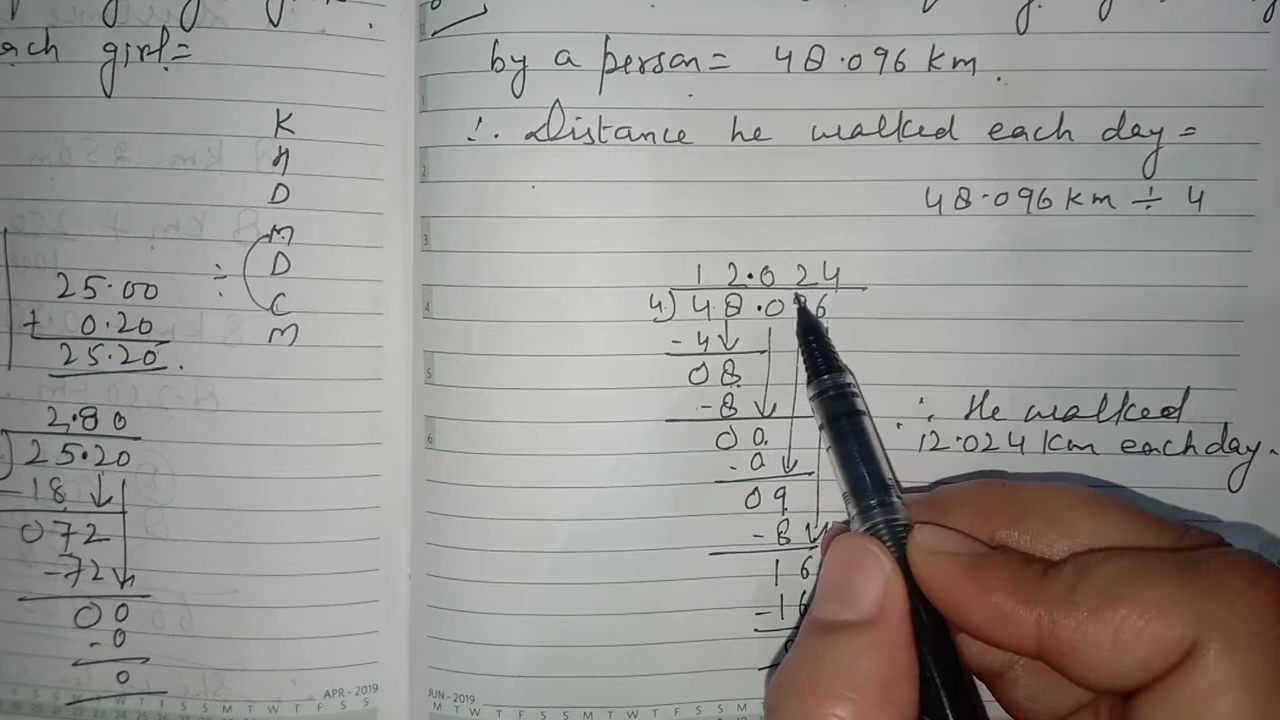 girl=
K
H
D
M
D
C
M
÷
25.00
+ 0.20
25.20
2.80
)25.20
-18
072
-72
00
-0
0
APR - 2019
by a person= 48.096 km.
∴ Distance he walked each day=
48.096 km ÷ 4
12.024
4)48.096
-4
08
-8
00
-0
09
-8
16
∴ He walked
12.024 km each day.
JUN - 2019
M T W T F S S M T W